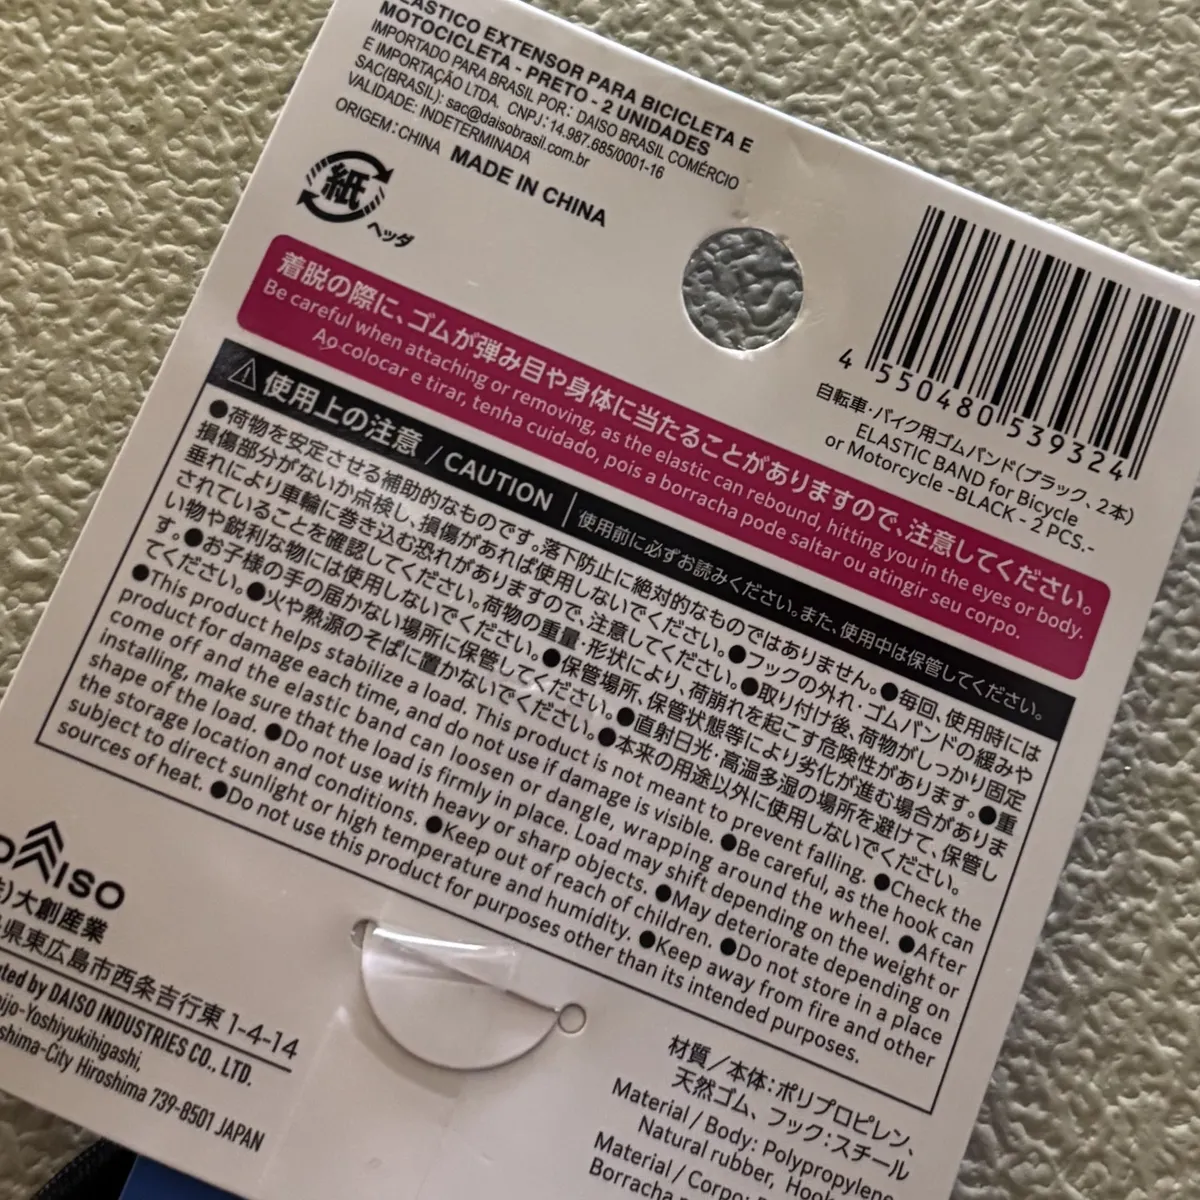 ELÁSTICO EXTENSOR PARA BICICLETA E
MOTOCICLETA - PRETO - 2 UNIDADES
IMPORTADO PARA BRASIL POR: DAISO BRASIL COMÉRCIO
E IMPORTAÇÃO LTDA. CNPJ: 14.987.685/0001-16
SAC(BRASIL): sac@daisobrasil.com.br
VALIDADE: INDETERMINADA
ORIGEM: CHINA MADE IN CHINA
紙
ヘッダ
4 550480 539324
自転車・バイク用ゴムバンド(ブラック、2本)
ELASTIC BAND for Bicycle
or Motorcycle -BLACK - 2 PCS.-
着脱の際に、ゴムが弾み目や身体に当たることがありますので、注意してください。
Be careful when attaching or removing, as the elastic can rebound, hitting you in the eyes or body.
Ao colocar e tirar, tenha cuidado, pois a borracha pode saltar ou atingir seu corpo.
使用上の注意 / CAUTION 使用前に必ずお読みください。また、使用中は保管してください。
●荷物を安定させる補助的なものです。落下防止に絶対的なものではありません。●毎回、使用時には
損傷部分がないか点検し、損傷があれば使用しないでください。●フックの外れ・ゴムバンドの緩みや
垂れにより車輪に巻き込む恐れがありますので、注意してください。●取り付け後、荷物がしっかり固定
されていることを確認してください。荷物の重量・形状により、荷崩れを起こす危険性があります。●重
い物や鋭利な物には使用しないでください。●保管場所、保管状態等により劣化が進む場合がありま
す。●お子様の手の届かない場所に保管してください。●直射日光・高温多湿の場所を避けて、保管し
てください。●火や熱源のそばに置かないでください。●本来の用途以外に使用しないでください。
●This product helps stabilize a load. This product is not meant to prevent falling. ●Check the
product for damage each time, and do not use if damage is visible. ●Be careful, as the hook can
come off and the elastic band can loosen or dangle, wrapping around the wheel. ●After
installing, make sure that the load is firmly in place. Load may shift depending on the weight or
shape of the load. ●Do not use with heavy or sharp objects. ●May deteriorate depending on
the storage location and conditions. ●Keep out of reach of children. ●Do not store in a place
subject to direct sunlight or high temperature and humidity. ●Keep away from fire and other
sources of heat. ●Do not use this product for purposes other than its intended purposes.
DAISO
大創産業
県東広島市西条吉行東1-4-14
DAISO INDUSTRIES CO., LTD.
Yoshiyukihigashi,
City Hiroshima 739-8501 JAPAN
材質/本体:ポリプロピレン、
天然ゴム、フック:スチール
Material / Body: Polypropylene
Natural rubber,
Material / Corpo:
Borracha